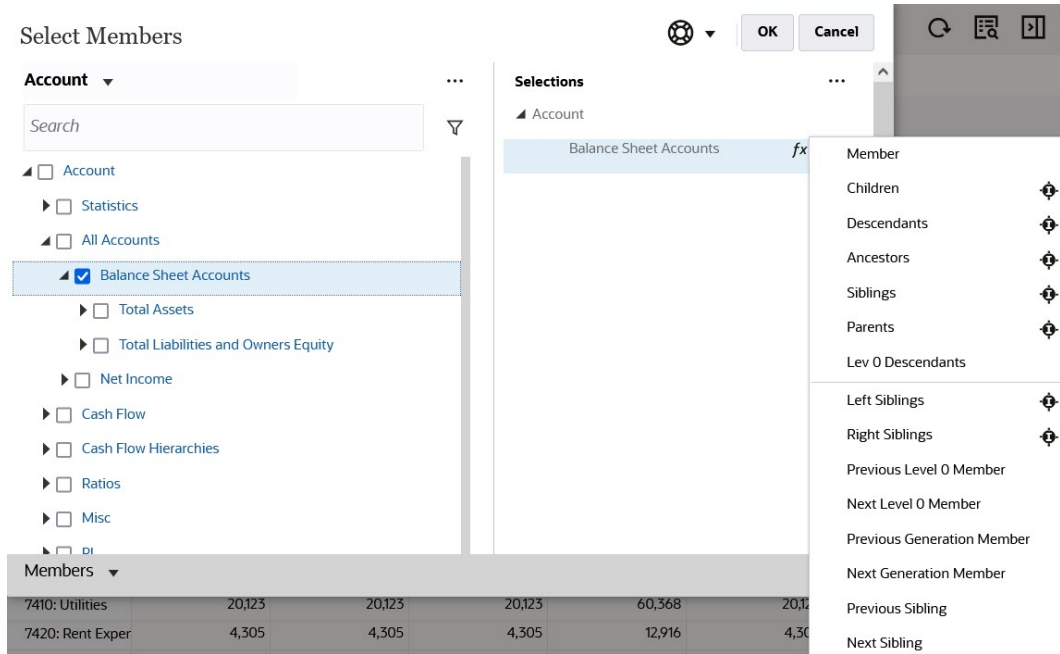 Select Members
OK
Cancel
Account
...
Search
Account
Statistics
All Accounts
Balance Sheet Accounts
Total Assets
Total Liabilities and Owners Equity
Net Income
Cash Flow
Cash Flow Hierarchies
Ratios
Misc
Selections
...
Account
Balance Sheet Accounts fx
Member
Children
Descendants
Ancestors
Siblings
Parents
Lev 0 Descendants
Left Siblings
Right Siblings
Previous Level 0 Member
Next Level 0 Member
Previous Generation Member
Next Generation Member
Previous Sibling
Next Sibling
Members
7410: Utilities 20,123 20,123 20,123 60,368
7420: Rent Exper 4,305 4,305 4,305 12,916